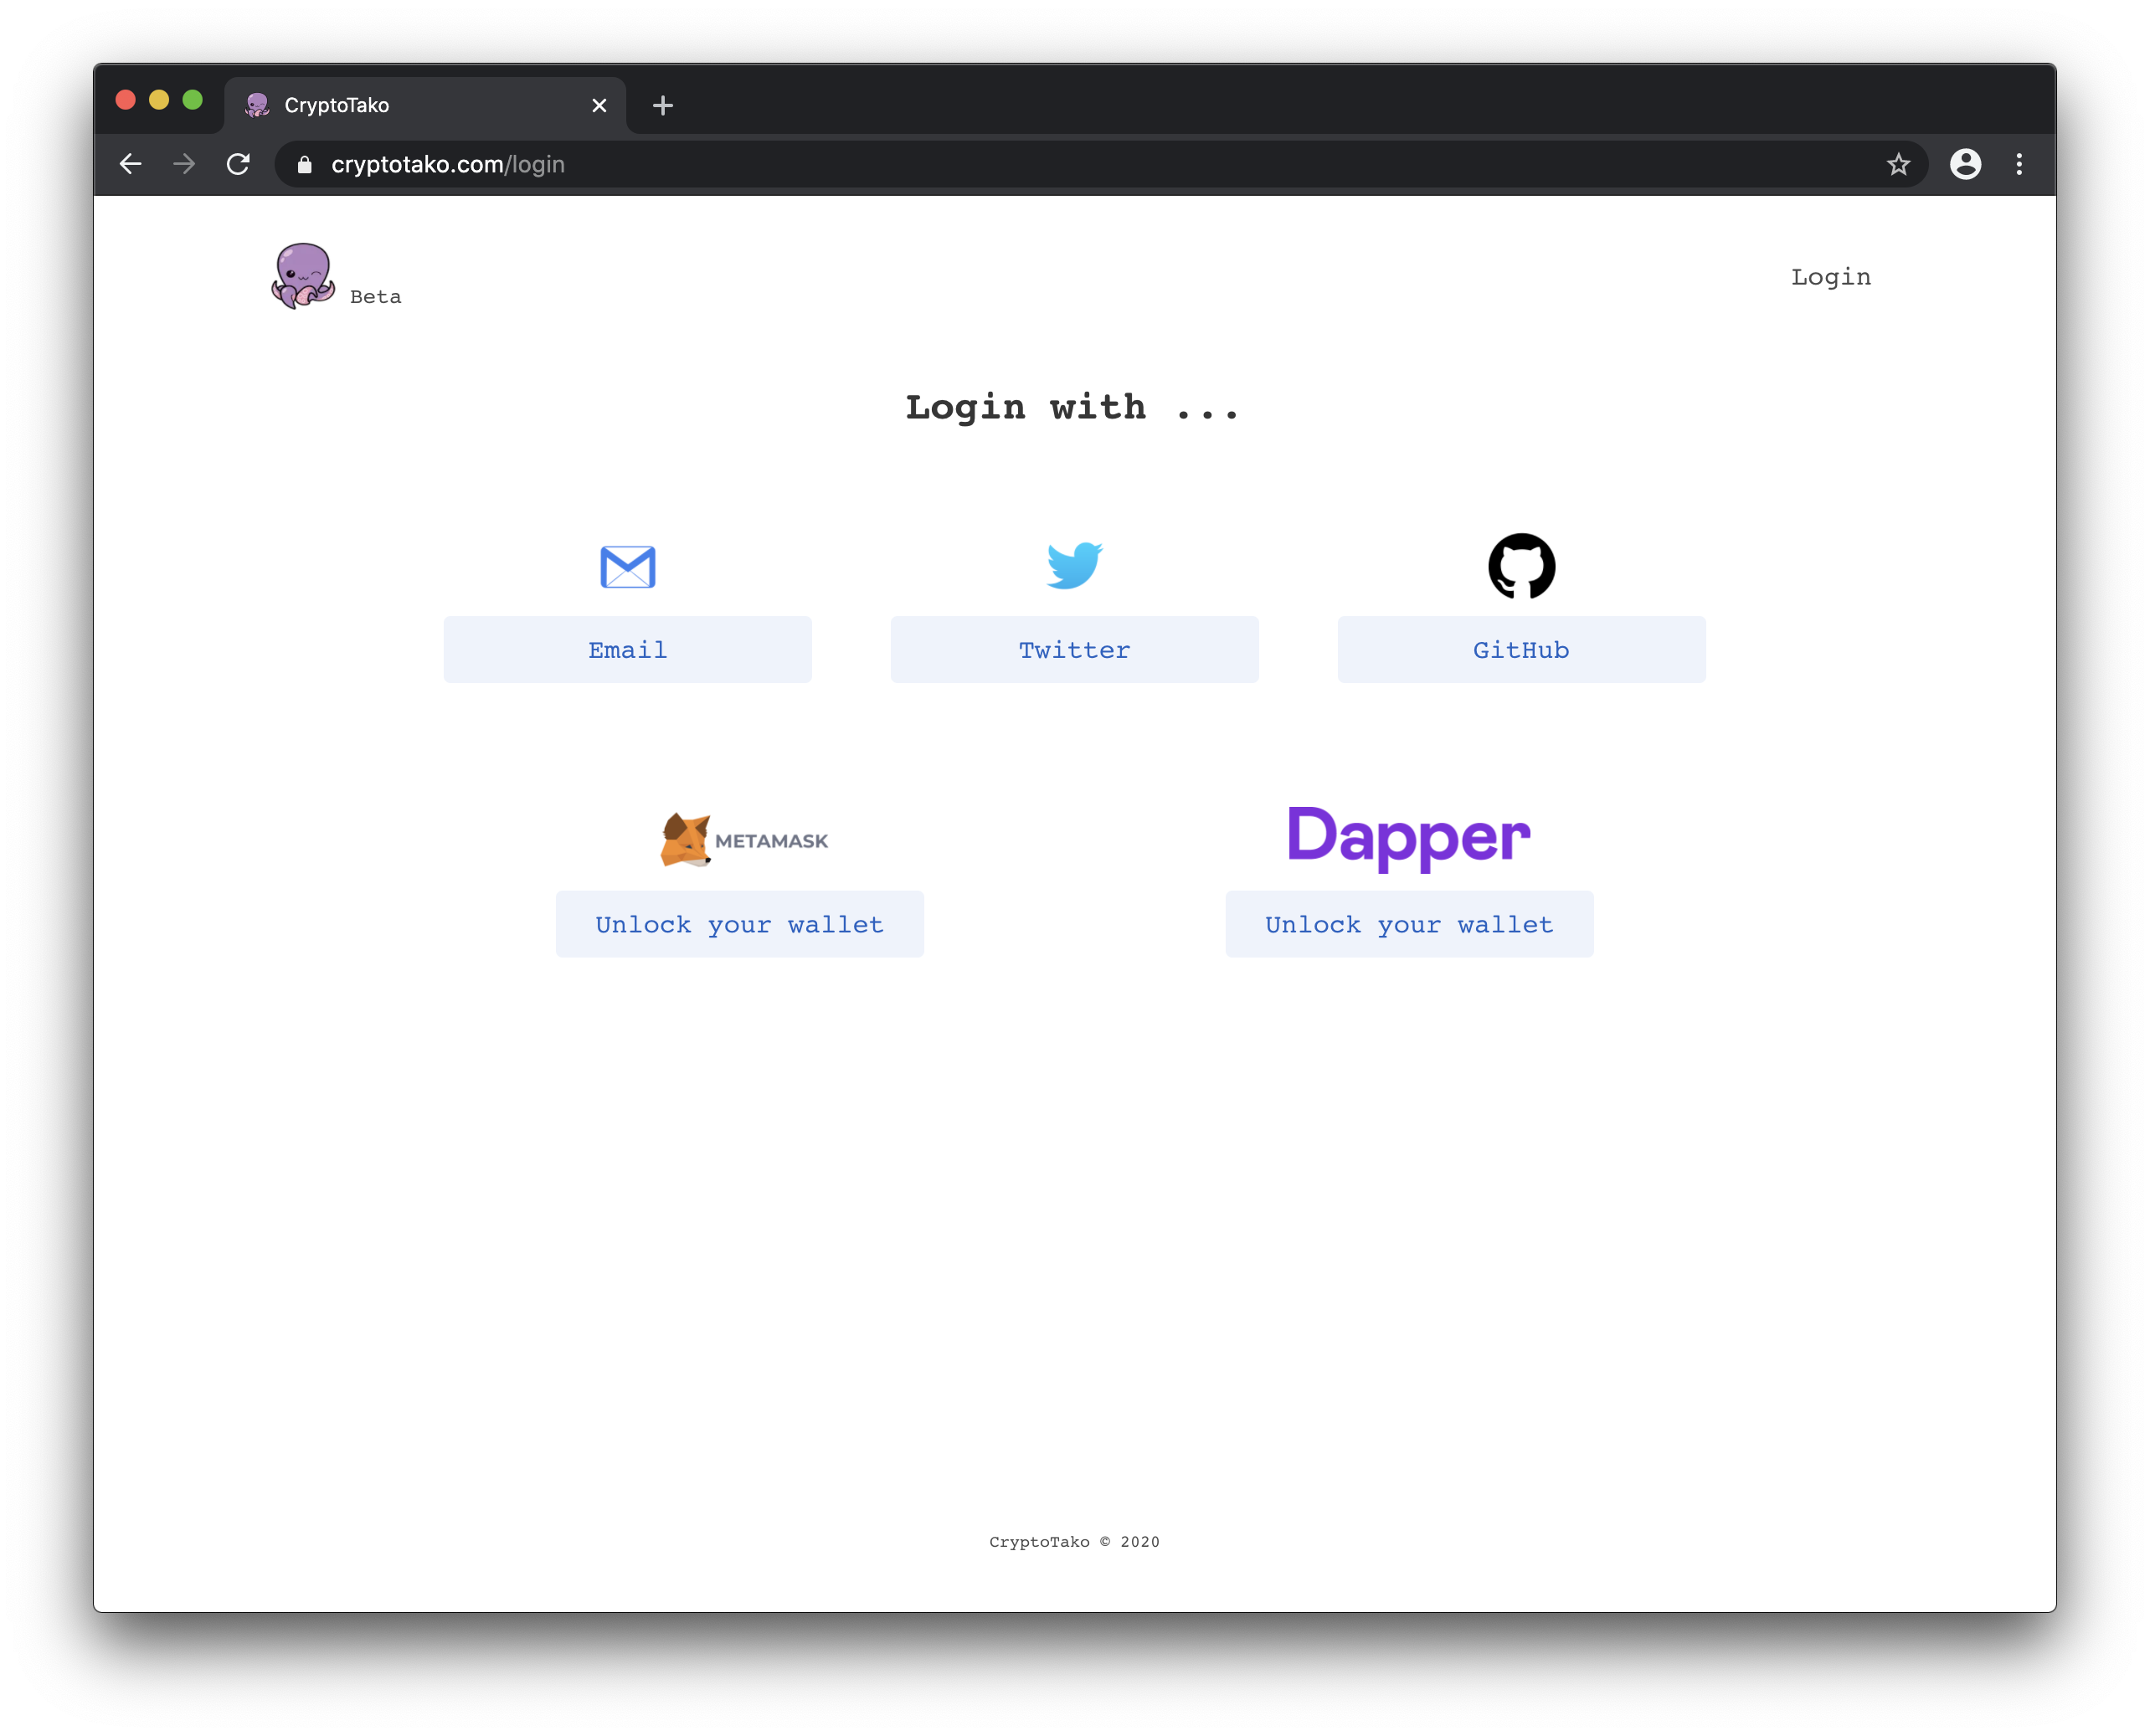 CryptoTako
cryptotako.com/login
Beta
Login
Login with ...
Email
Twitter
GitHub
METAMASK
Dapper
Unlock your wallet
Unlock your wallet
CryptoTako © 2020